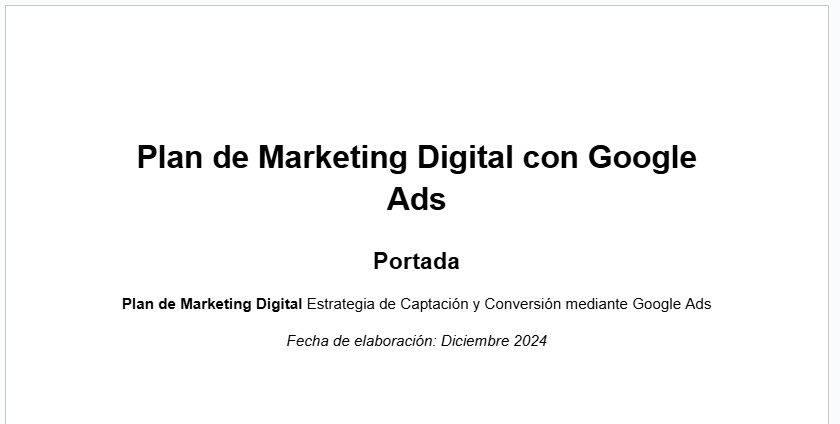 Plan de Marketing Digital con Google
Ads
Portada
Plan de Marketing Digital Estrategia de Captación y Conversión mediante Google Ads
Fecha de elaboración: Diciembre 2024